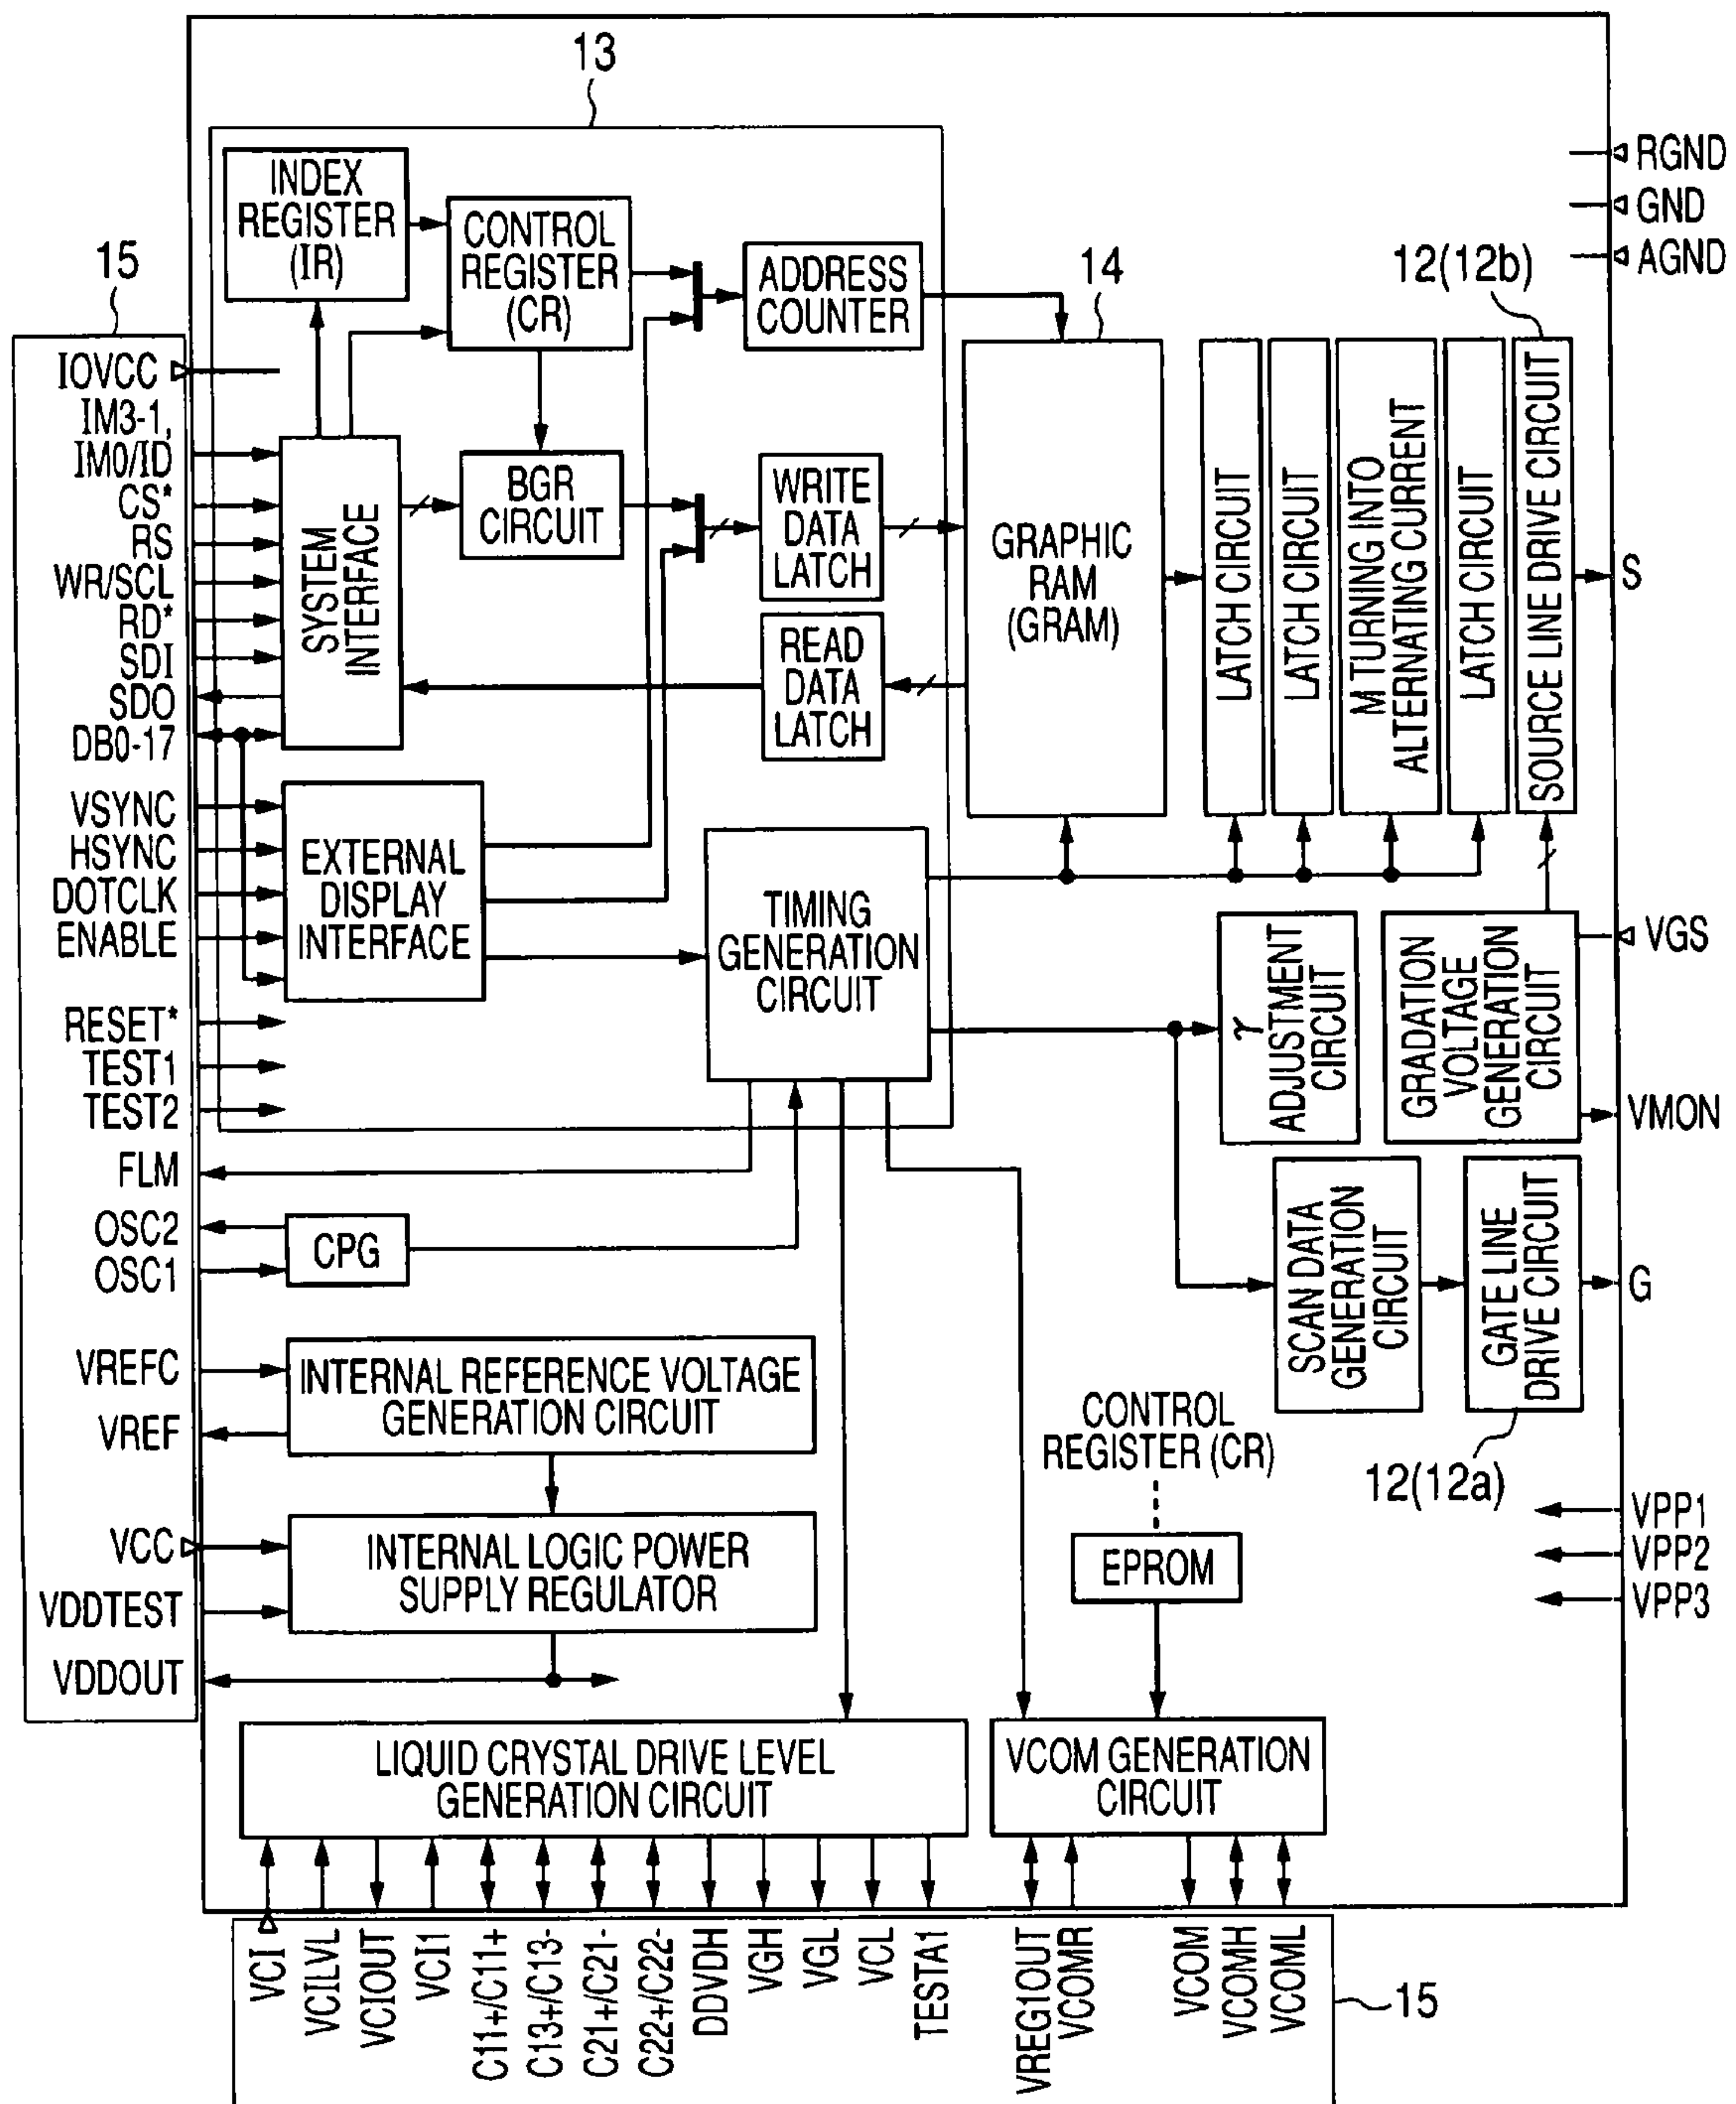 13
15
INDEX
REGISTER
(IR)
CONTROL
REGISTER
(CR)
ADDRESS
COUNTER
14
12(12b)
RGND
GND
AGND
IOVCC
IM3-1,
IM0/ID
CS*
RS
WR/SCL
RD*
SDI
SDO
DB0-17
SYSTEM
INTERFACE
BGR
CIRCUIT
WRITE
DATA
LATCH
READ
DATA
LATCH
GRAPHIC
RAM
(GRAM)
LATCH CIRCUIT
LATCH CIRCUIT
M TURNING INTO
ALTERNATING CURRENT
LATCH CIRCUIT
SOURCE LINE DRIVE CIRCUIT
S
VSYNC
HSYNC
DOTCLK
ENABLE
EXTERNAL
DISPLAY
INTERFACE
TIMING
GENERATION
CIRCUIT
γ
ADJUSTMENT
CIRCUIT
GRADATION
VOLTAGE
GENERATION
CIRCUIT
VGS
VMON
RESET*
TEST1
TEST2
FLM
OSC2
OSC1
CPG
SCAN DATA
GENERATION
CIRCUIT
GATE LINE
DRIVE CIRCUIT
G
12(12a)
VREFC
VREF
INTERNAL REFERENCE VOLTAGE
GENERATION CIRCUIT
CONTROL
REGISTER (CR)
VCC
VDDTEST
VDDOUT
INTERNAL LOGIC POWER
SUPPLY REGULATOR
EPROM
VPP1
VPP2
VPP3
LIQUID CRYSTAL DRIVE LEVEL
GENERATION CIRCUIT
VCOM GENERATION
CIRCUIT
VCI
VCILVL
VCIOUT
VCI1
C11+/C11+
C13+/C13-
C21+/C21-
C22+/C22-
DDVDH
VGH
VGL
VCL
TESTA1
VREG1OUT
VCOMR
VCOM
VCOMH
VCOML
15